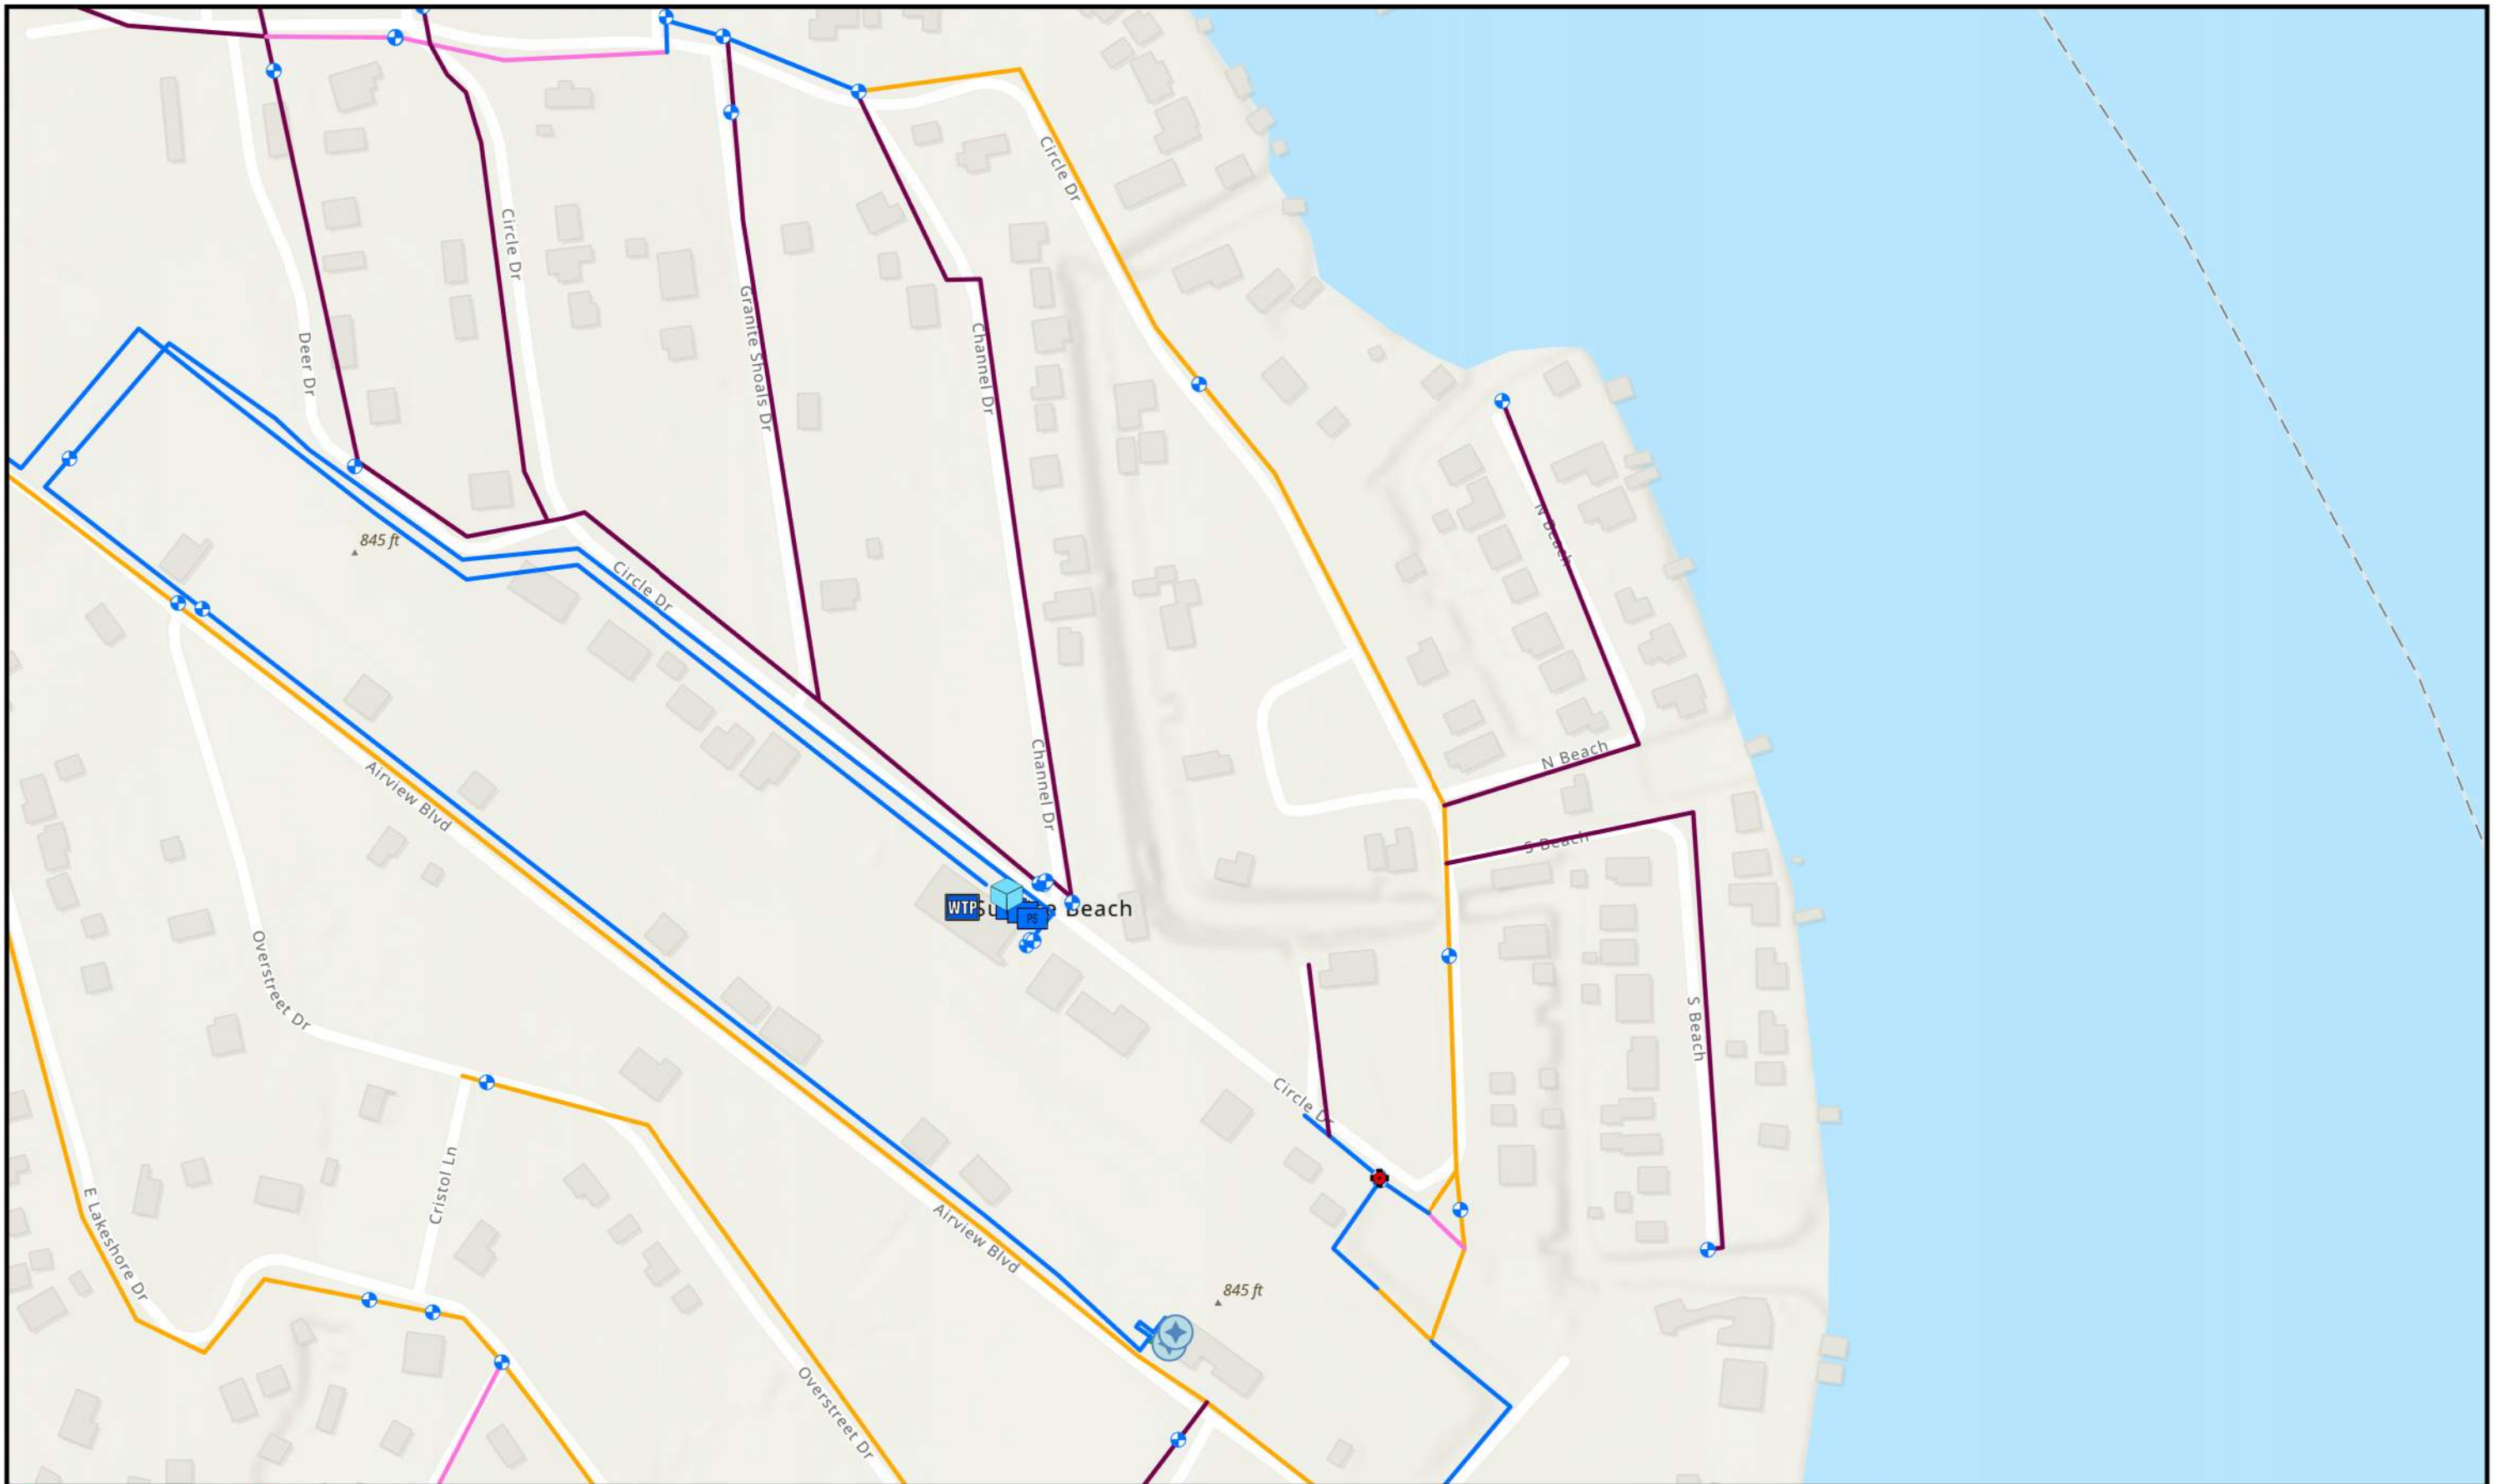 Circle Dr
Circle Dr
Granite Shoals Dr
Channel Dr
Deer Dr
845 ft
N Beach
Circle Dr
N Beach
Channel Dr
Airview Blvd
S Beach
WTP
PS
Beach
Overstreet Dr
S Beach
Circle Dr
Cristol Ln
E Lakeshore Dr
Airview Blvd
845 ft
Overstreet Dr